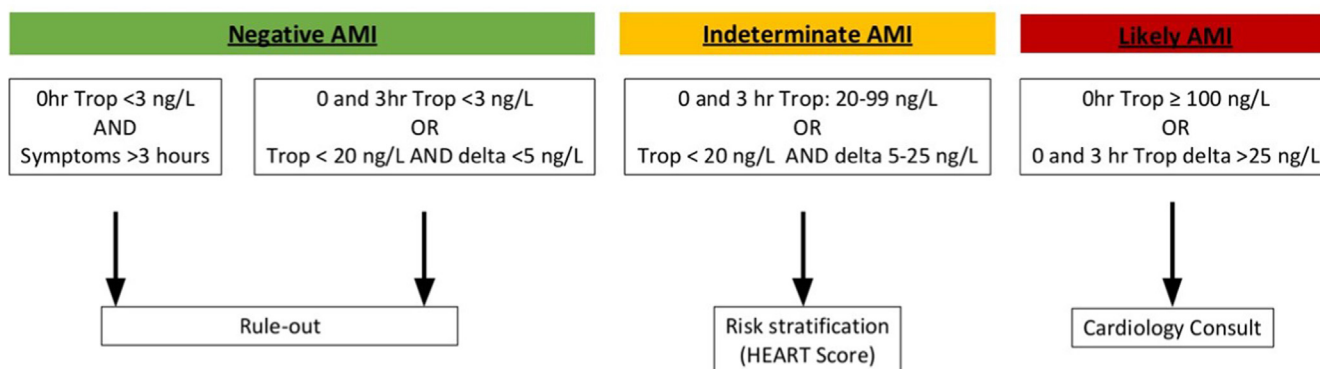 Negative AMI
Indeterminate AMI
Likely AMI
0hr Trop <3 ng/L
AND
Symptoms >3 hours
0 and 3hr Trop <3 ng/L
OR
Trop < 20 ng/L AND delta <5 ng/L
0 and 3 hr Trop: 20-99 ng/L
OR
Trop < 20 ng/L AND delta 5-25 ng/L
0hr Trop ≥ 100 ng/L
OR
0 and 3 hr Trop delta >25 ng/L
Rule-out
Risk stratification
(HEART Score)
Cardiology Consult